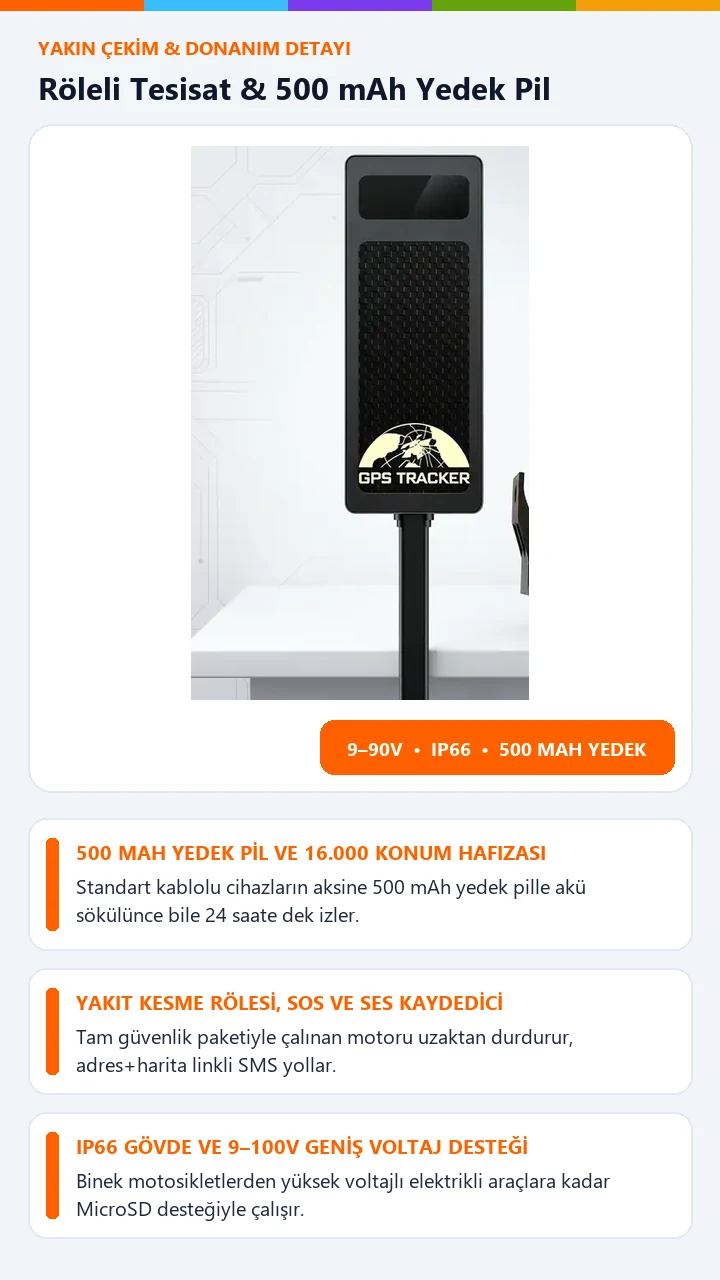 YAKIN ÇEKİM & DONANIM DETAYI
Röleli Tesisat & 500 mAh Yedek Pil
GPS TRACKER
9–90V • IP66 • 500 MAH YEDEK
500 MAH YEDEK PİL VE 16.000 KONUM HAFIZASI
Standart kablolu cihazların aksine 500 mAh yedek pille akü
sökülünce bile 24 saate dek izler.
YAKIT KESME RÖLESİ, SOS VE SES KAYDEDİCİ
Tam güvenlik paketiyle çalınan motoru uzaktan durdurur,
adres+harita linkli SMS yollar.
IP66 GÖVDE VE 9–100V GENİŞ VOLTAJ DESTEĞİ
Binek motosikletlerden yüksek voltajlı elektrikli araçlara kadar
MicroSD desteğiyle çalışır.